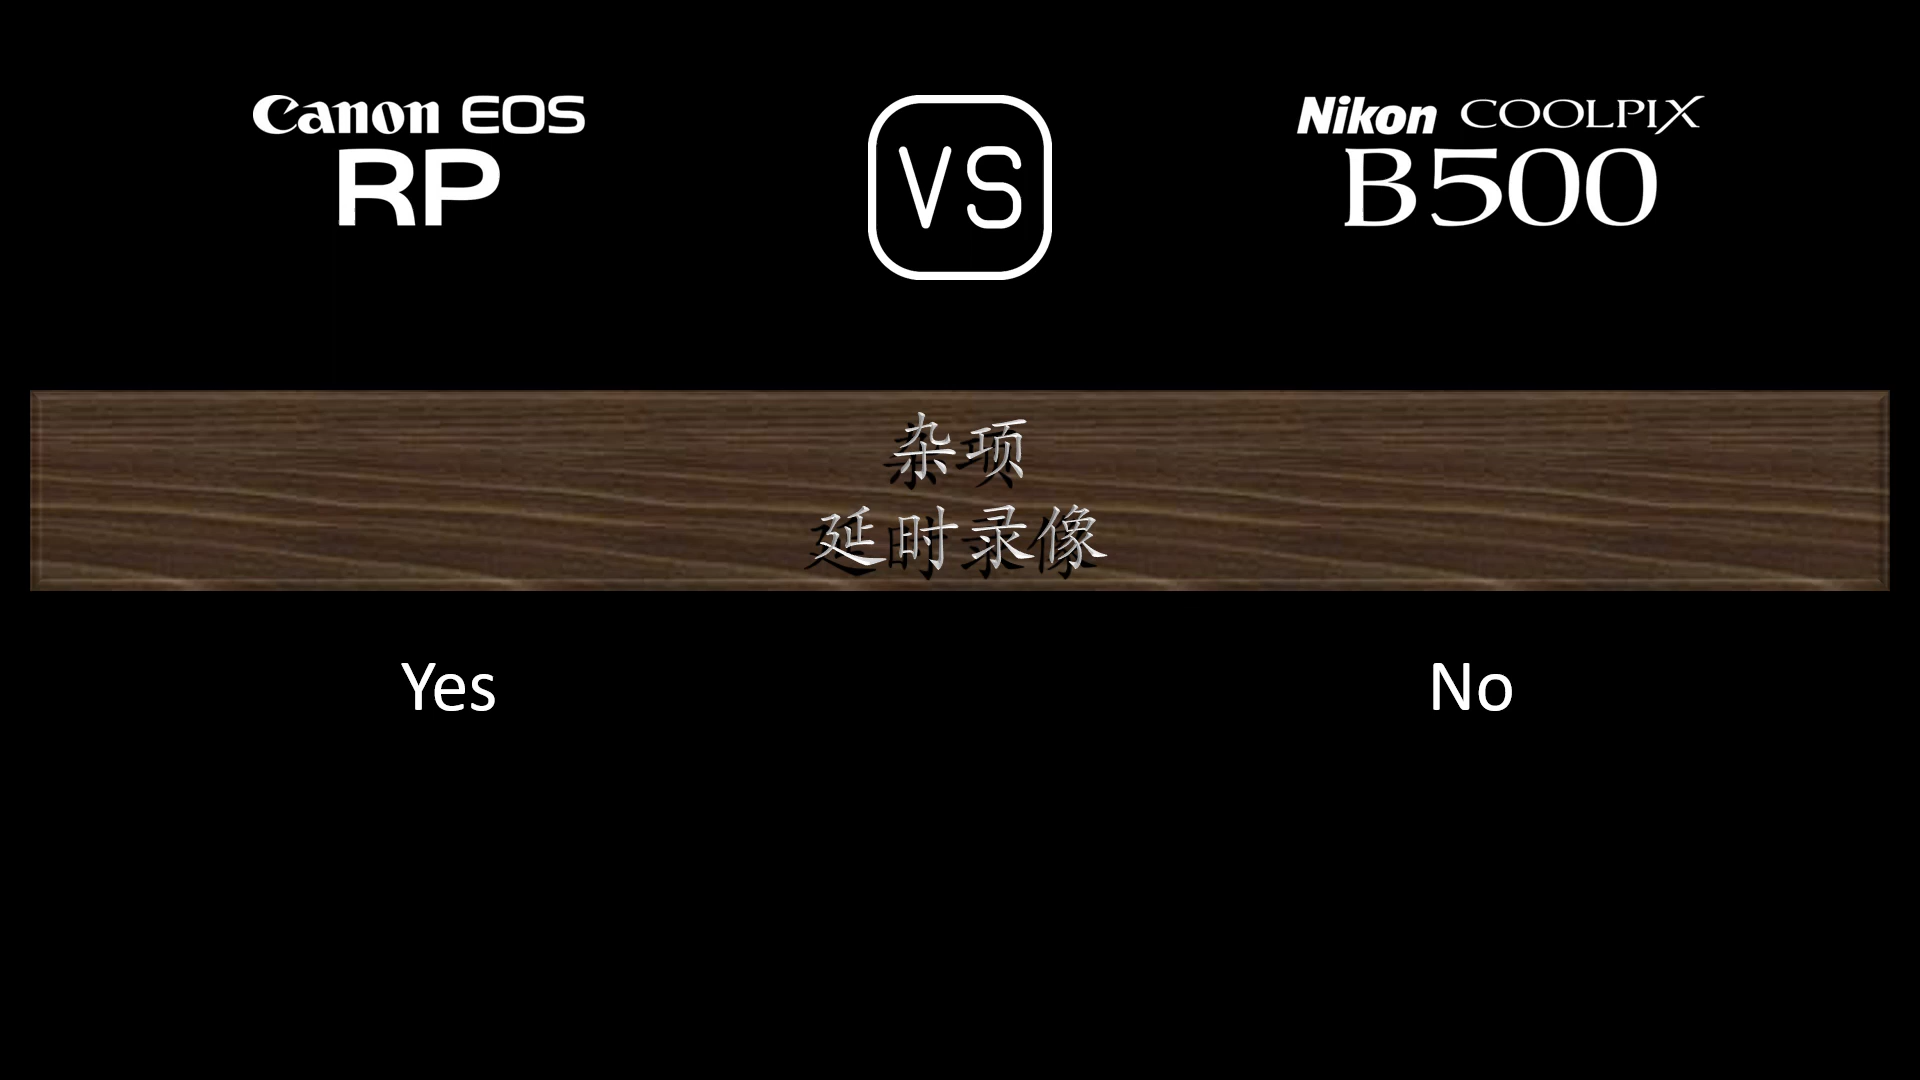 Canon EOS
RP
VS
Nikon COOLPIX
B500
杂项
延时录像
Yes
No